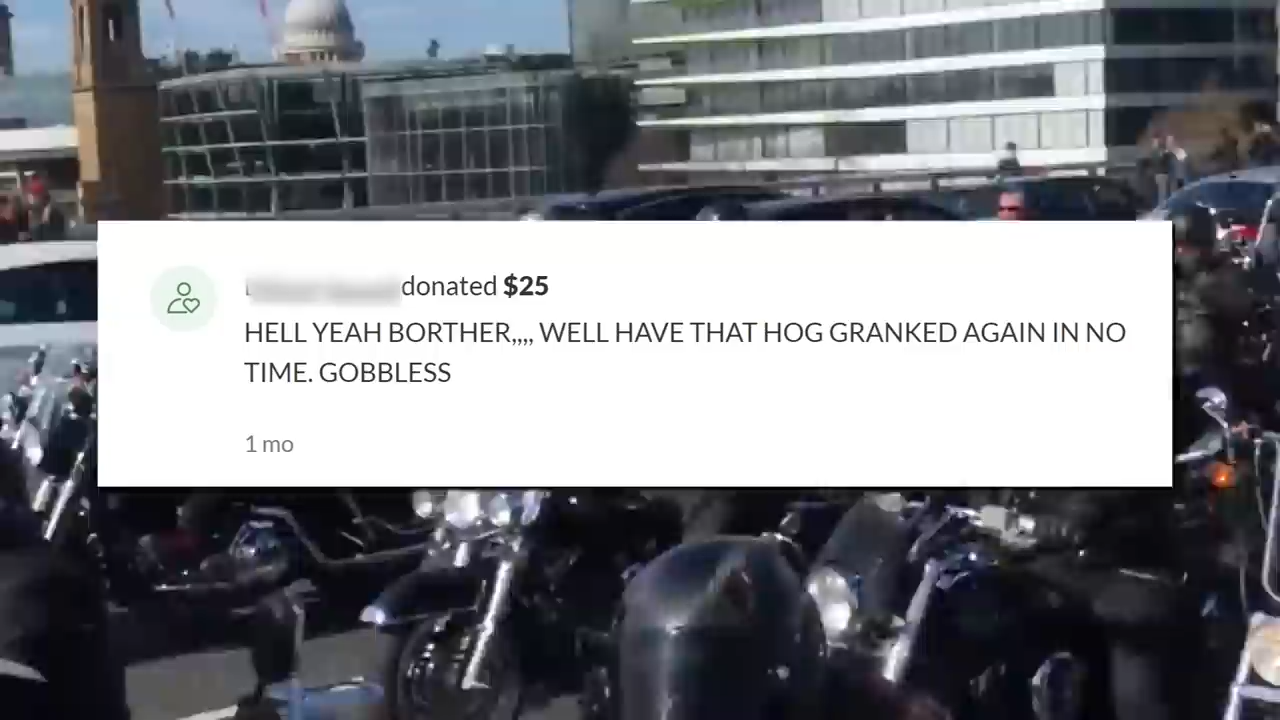 donated $25
HELL YEAH BORTHER,,,, WELL HAVE THAT HOG GRANKED AGAIN IN NO
TIME. GOBBLESS
1 mo